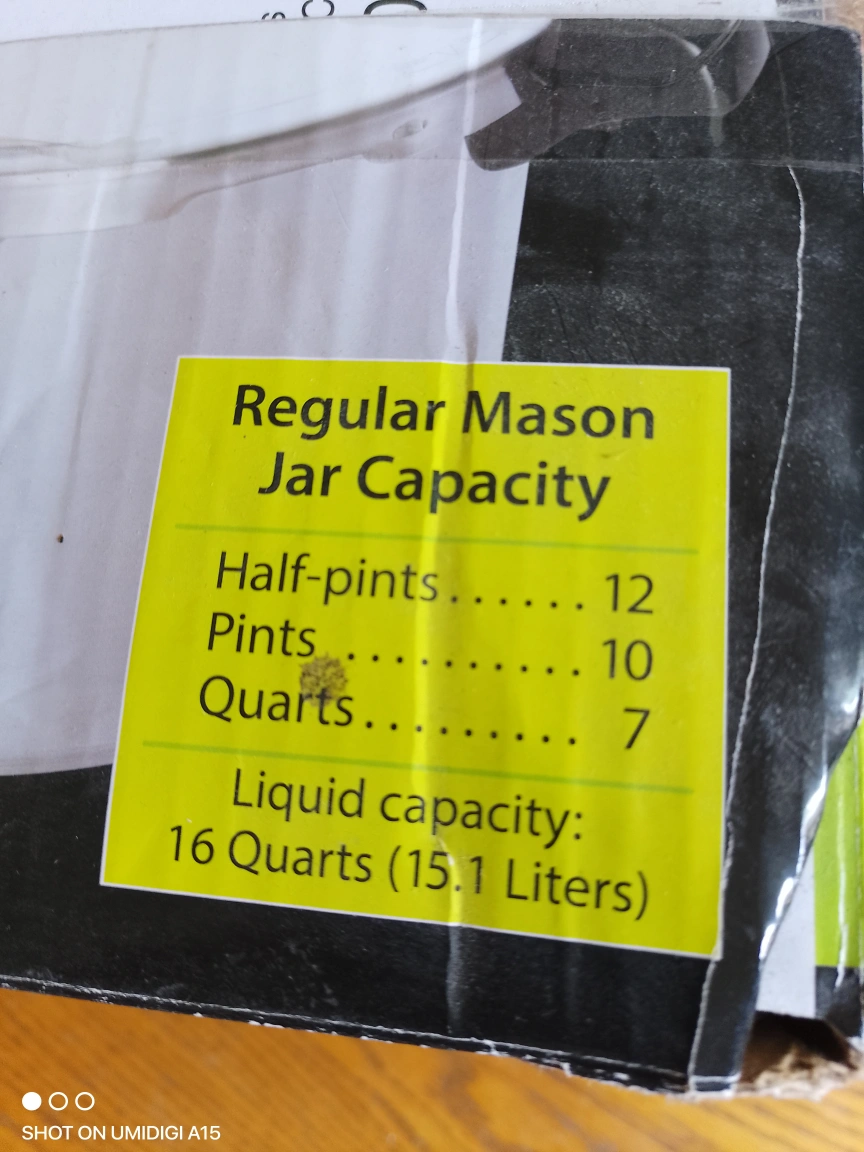 Regular Mason
Jar Capacity
Half-pints...... 12
Pints .......... 10
Quarts......... 7
Liquid capacity:
16 Quarts (15.1 Liters)
SHOT ON UMIDIGI A15